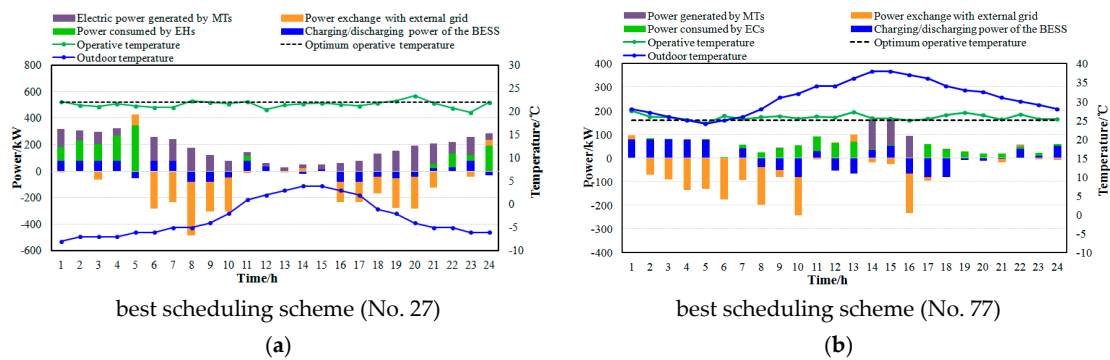 Electric power generated by MTs Power exchange with external grid
Power consumed by EHs Charging/discharging power of the BESS
Operative temperature Optimum operative temperature
Outdoor temperature
800 30
600 25
400 20
200 15
0 10
-200 5
-400 0
-600 -5
-10
Power/kW
Temperature/℃
1 2 3 4 5 6 7 8 9 10 11 12 13 14 15 16 17 18 19 20 21 22 23 24
Time/h
best scheduling scheme (No. 27)
(a)
Power generated by MTs Power exchange with external grid
Power consumed by ECs Charging/discharging power of the BESS
Operative temperature Optimum operative temperature
Outdoor temperature
400 40
300 35
200 30
100 25
0 20
-100 15
-200 10
-300 5
-400 0
-5
-10
Power/kW
Temperature/℃
1 2 3 4 5 6 7 8 9 10 11 12 13 14 15 16 17 18 19 20 21 22 23 24
Time/h
best scheduling scheme (No. 77)
(b)